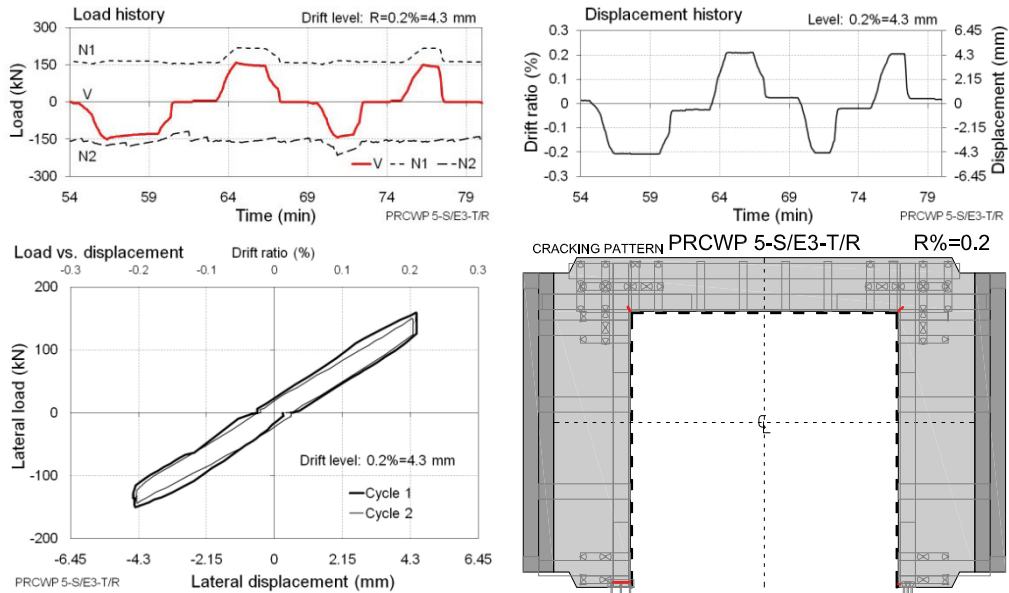 Load history
Drift level: R=0.2%=4.3 mm
Load (kN)
300
150
0
-150
-300
N1
V
N2
V N1 N2
54 59 64 69 74 79
Time (min)
PRCWP 5-S/E3-T/R
Displacement history
Level: 0.2%=4.3 mm
Drift ratio (%)
0.3
0.2
0.1
0
-0.1
-0.2
-0.3
6.45
4.3
2.15
0
-2.15
-4.3
-6.45
Displacement (mm)
54 59 64 69 74 79
Time (min)
PRCWP 5-S/E3-T/R
Load vs. displacement
Drift ratio (%)
-0.3 -0.2 -0.1 0 0.1 0.2 0.3
Lateral load (kN)
200
100
0
-100
-200
Drift level: 0.2%=4.3 mm
Cycle 1
Cycle 2
-6.45 -4.3 -2.15 0 2.15 4.3 6.45
PRCWP 5-S/E3-T/R
Lateral displacement (mm)
CRACKING PATTERN PRCWP 5-S/E3-T/R R%=0.2
℄